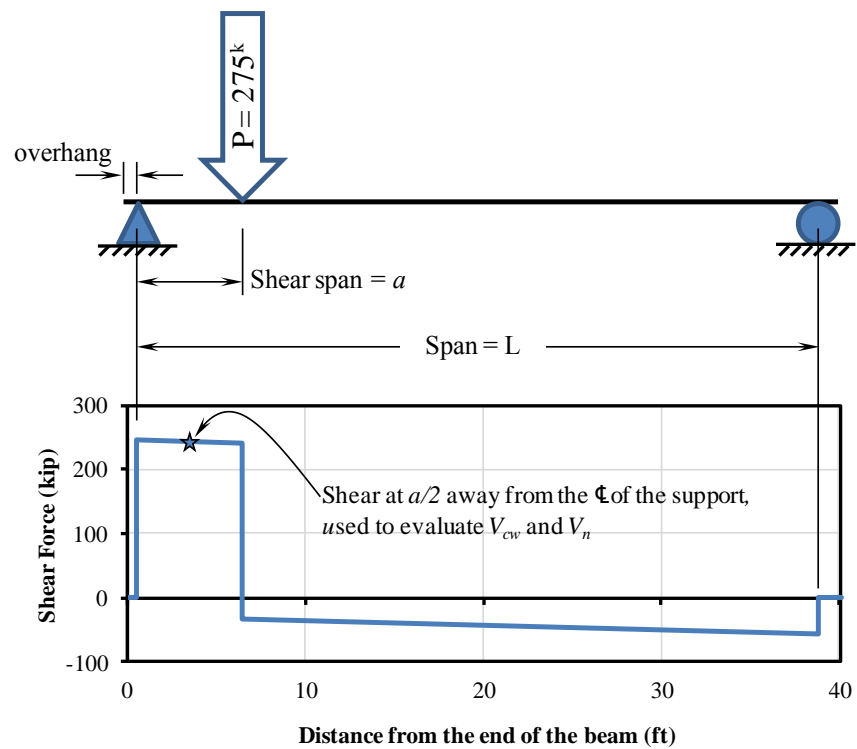 P = 275ᵏ
overhang
Shear span = a
Span = L
300
200
100
0
-100
Shear Force (kip)
Shear at a/2 away from the ℄ of the support,
used to evaluate Vcw and Vn
0
10
20
30
40
Distance from the end of the beam (ft)